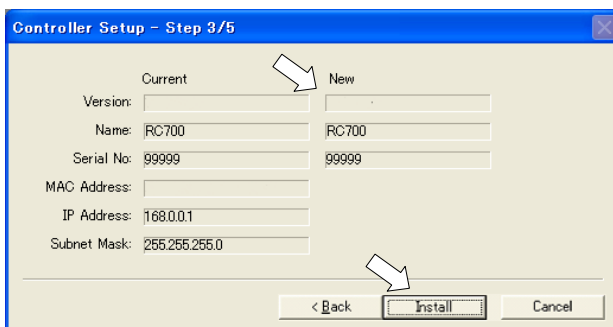 Controller Setup - Step 3/5
Current New
Version:
Name: RC700 RC700
Serial No: 99999 99999
MAC Address:
IP Address: 168.0.0.1
Subnet Mask: 255.255.255.0
< Back Install Cancel